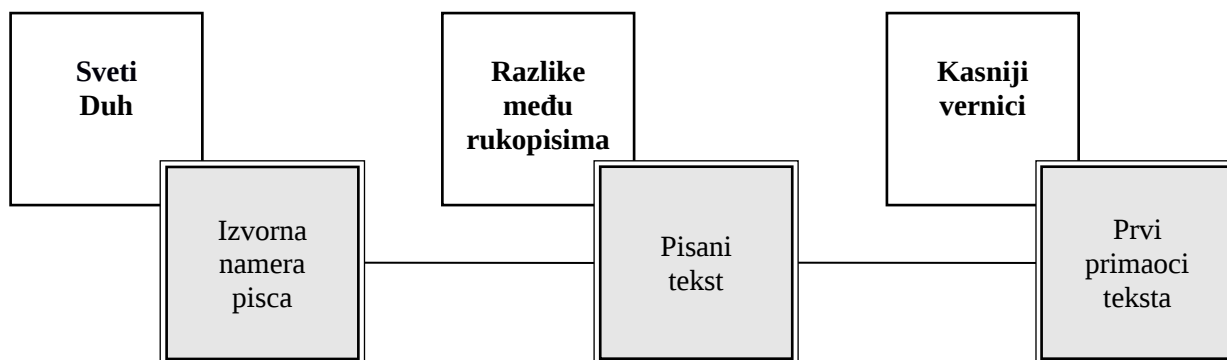 Sveti
Duh
Razlike
među
rukopisima
Kasniji
vernici
Izvorna
namera
pisca
Pisani
tekst
Prvi
primaoci
teksta